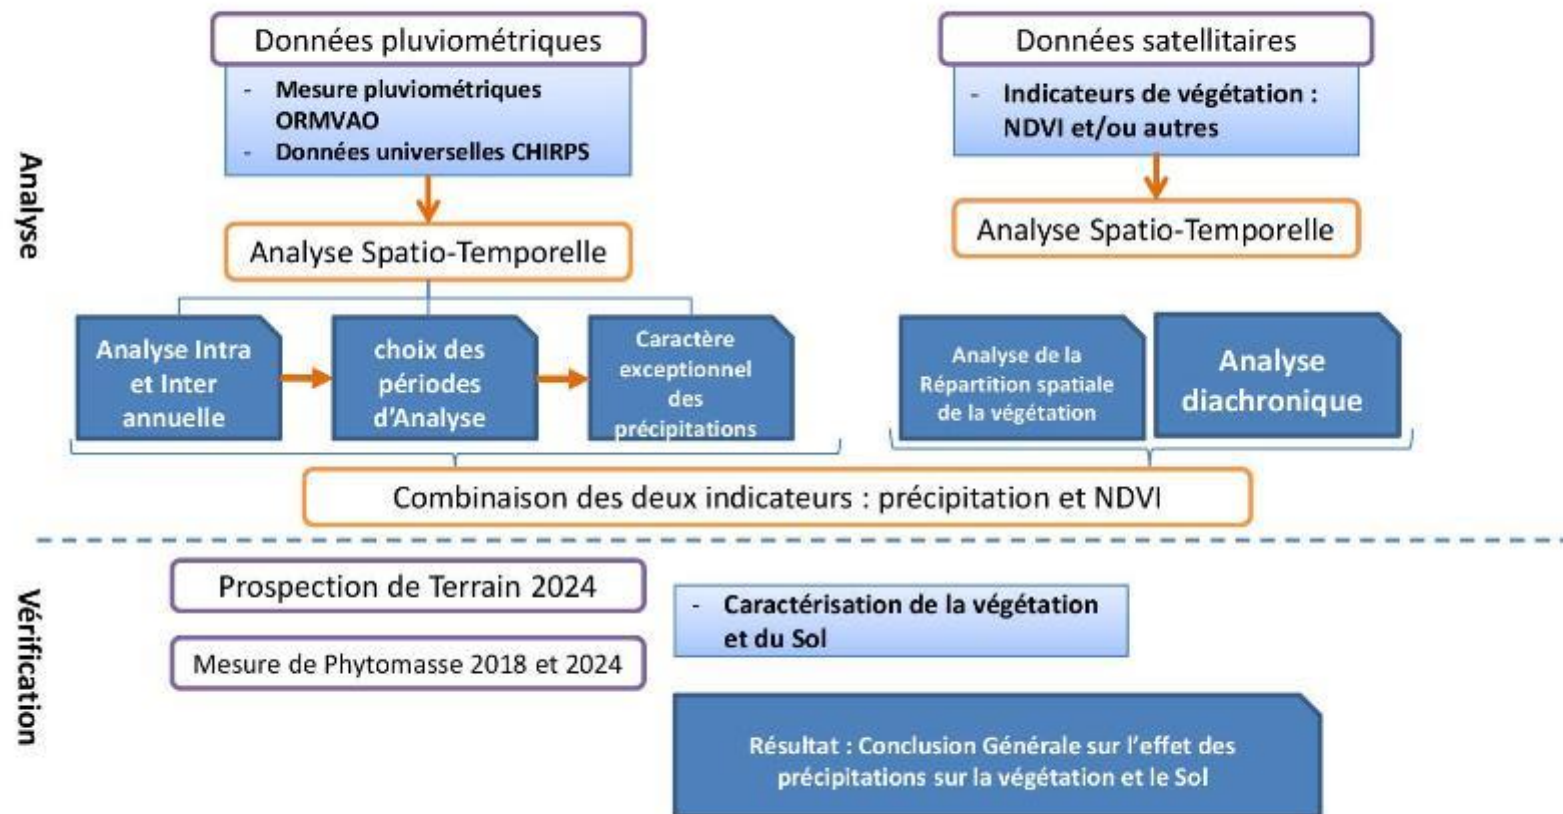 Données pluviométriques
- Mesure pluviométriques
ORMVAO
- Données universelles CHIRPS
Données satellitaires
- Indicateurs de végétation :
NDVI et/ou autres
Analyse
Analyse Spatio-Temporelle
Analyse Spatio-Temporelle
Analyse Intra
et Inter
annuelle
choix des
périodes
d'Analyse
Caractère
exceptionnel
des
précipitations
Analyse de la
Répartition spatiale
de la végétation
Analyse
diachronique
Combinaison des deux indicateurs : précipitation et NDVI
Vérification
Prospection de Terrain 2024
Mesure de Phytomasse 2018 et 2024
- Caractérisation de la végétation
et du Sol
Résultat : Conclusion Générale sur l'effet des
précipitations sur la végétation et le Sol